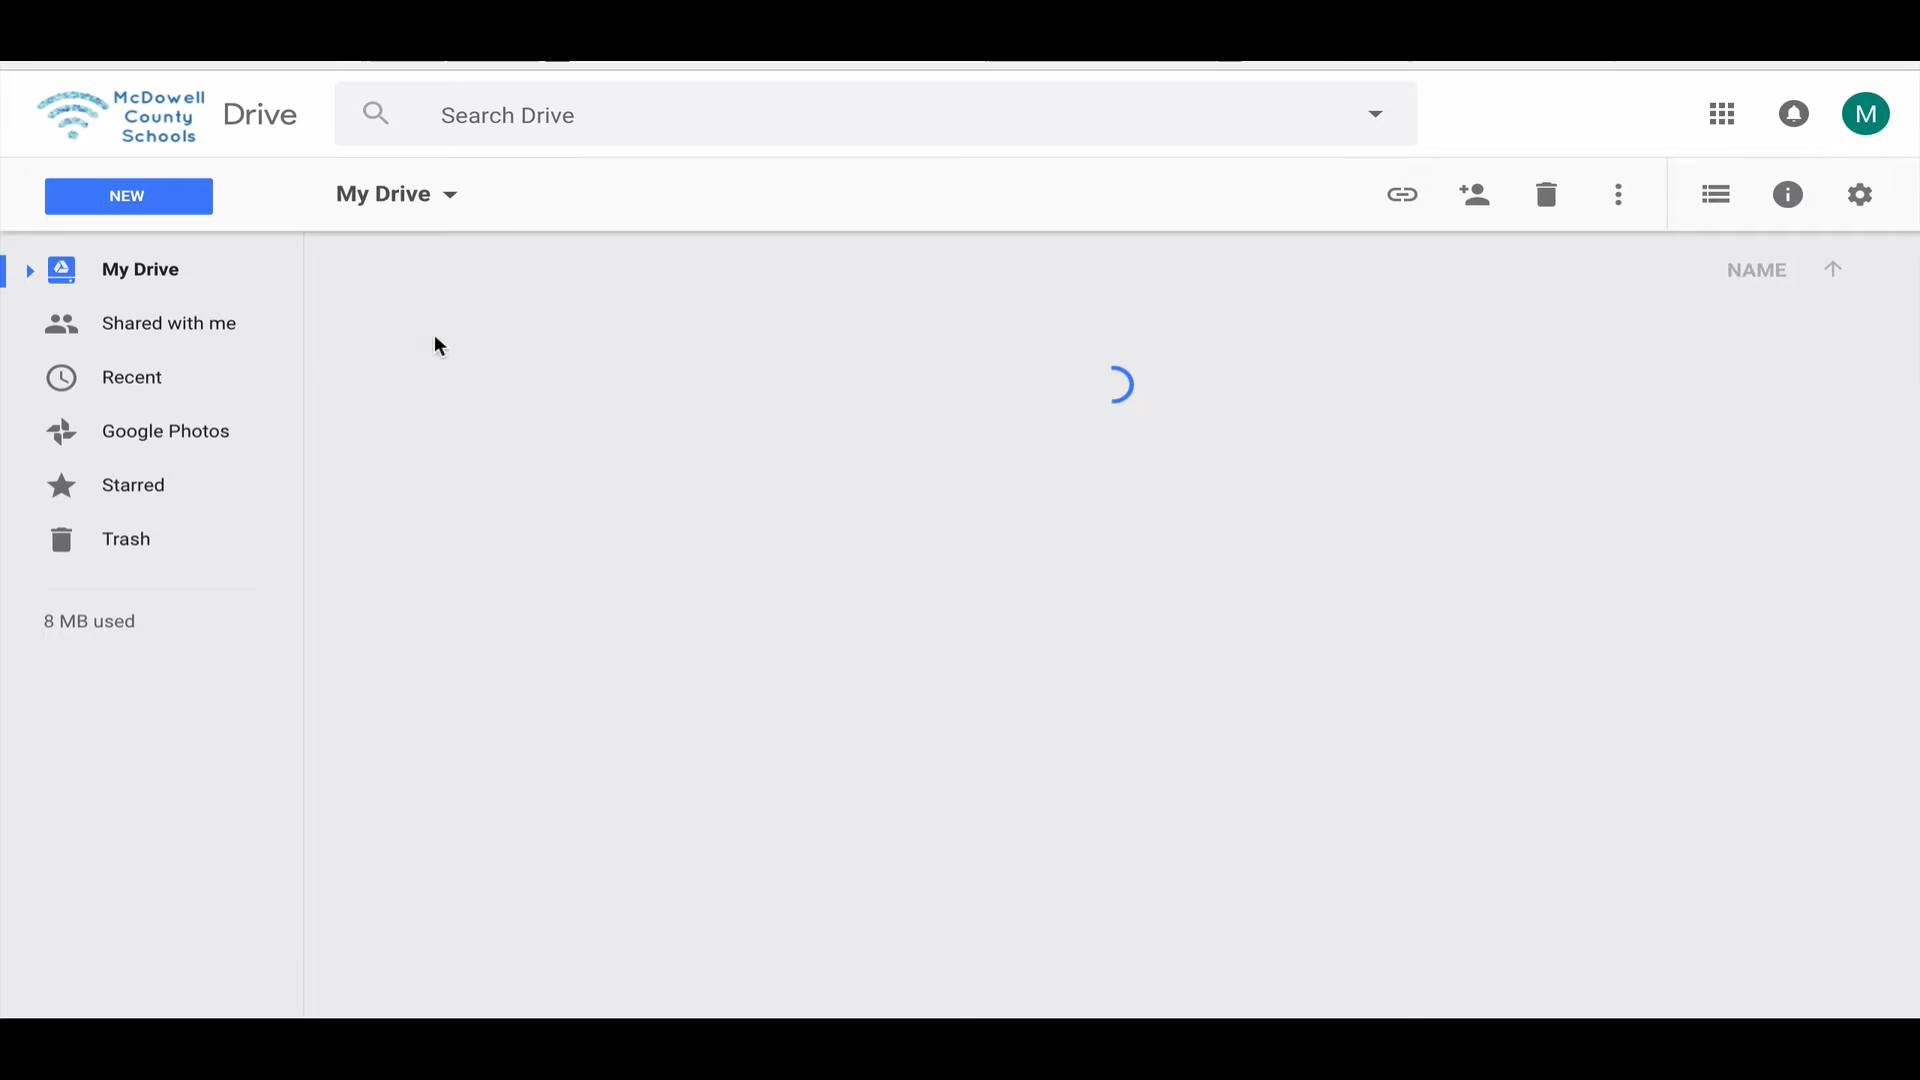 McDowell
County
Schools
Drive
Search Drive
M
NEW
My Drive
My Drive
NAME
Shared with me
Recent
Google Photos
Starred
Trash
8 MB used